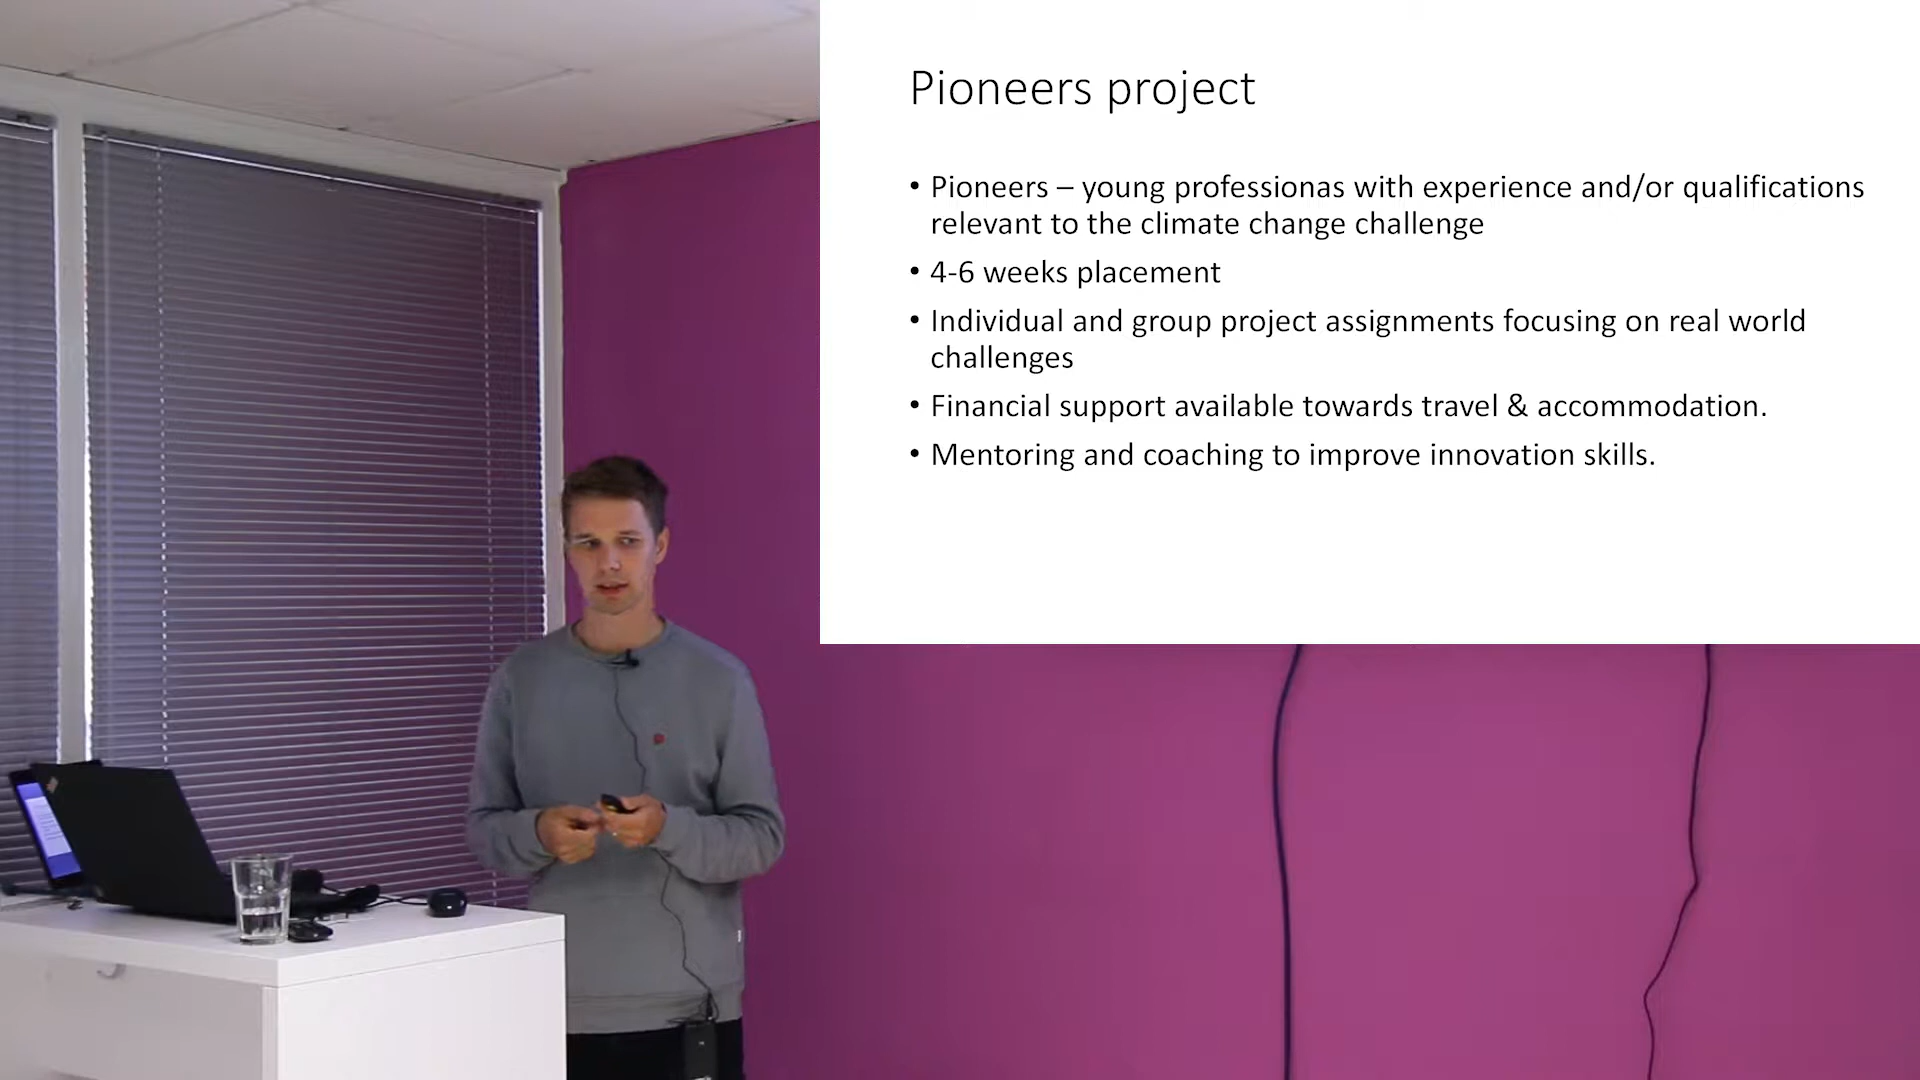 Pioneers project
• Pioneers – young professionas with experience and/or qualifications
relevant to the climate change challenge
• 4-6 weeks placement
• Individual and group project assignments focusing on real world
challenges
• Financial support available towards travel & accommodation.
• Mentoring and coaching to improve innovation skills.